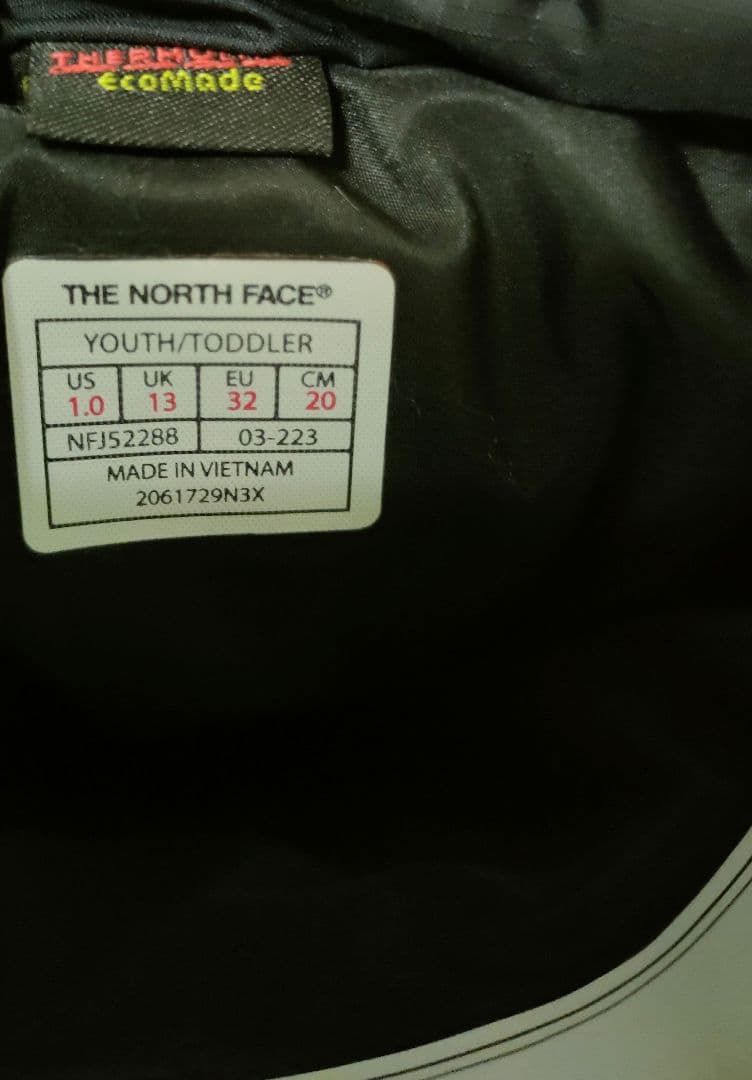 EcoMade
THE NORTH FACE®
YOUTH/TODDLER
US UK EU CM
1.0 13 32 20
NFJ52288 03-223
MADE IN VIETNAM
2061729N3X